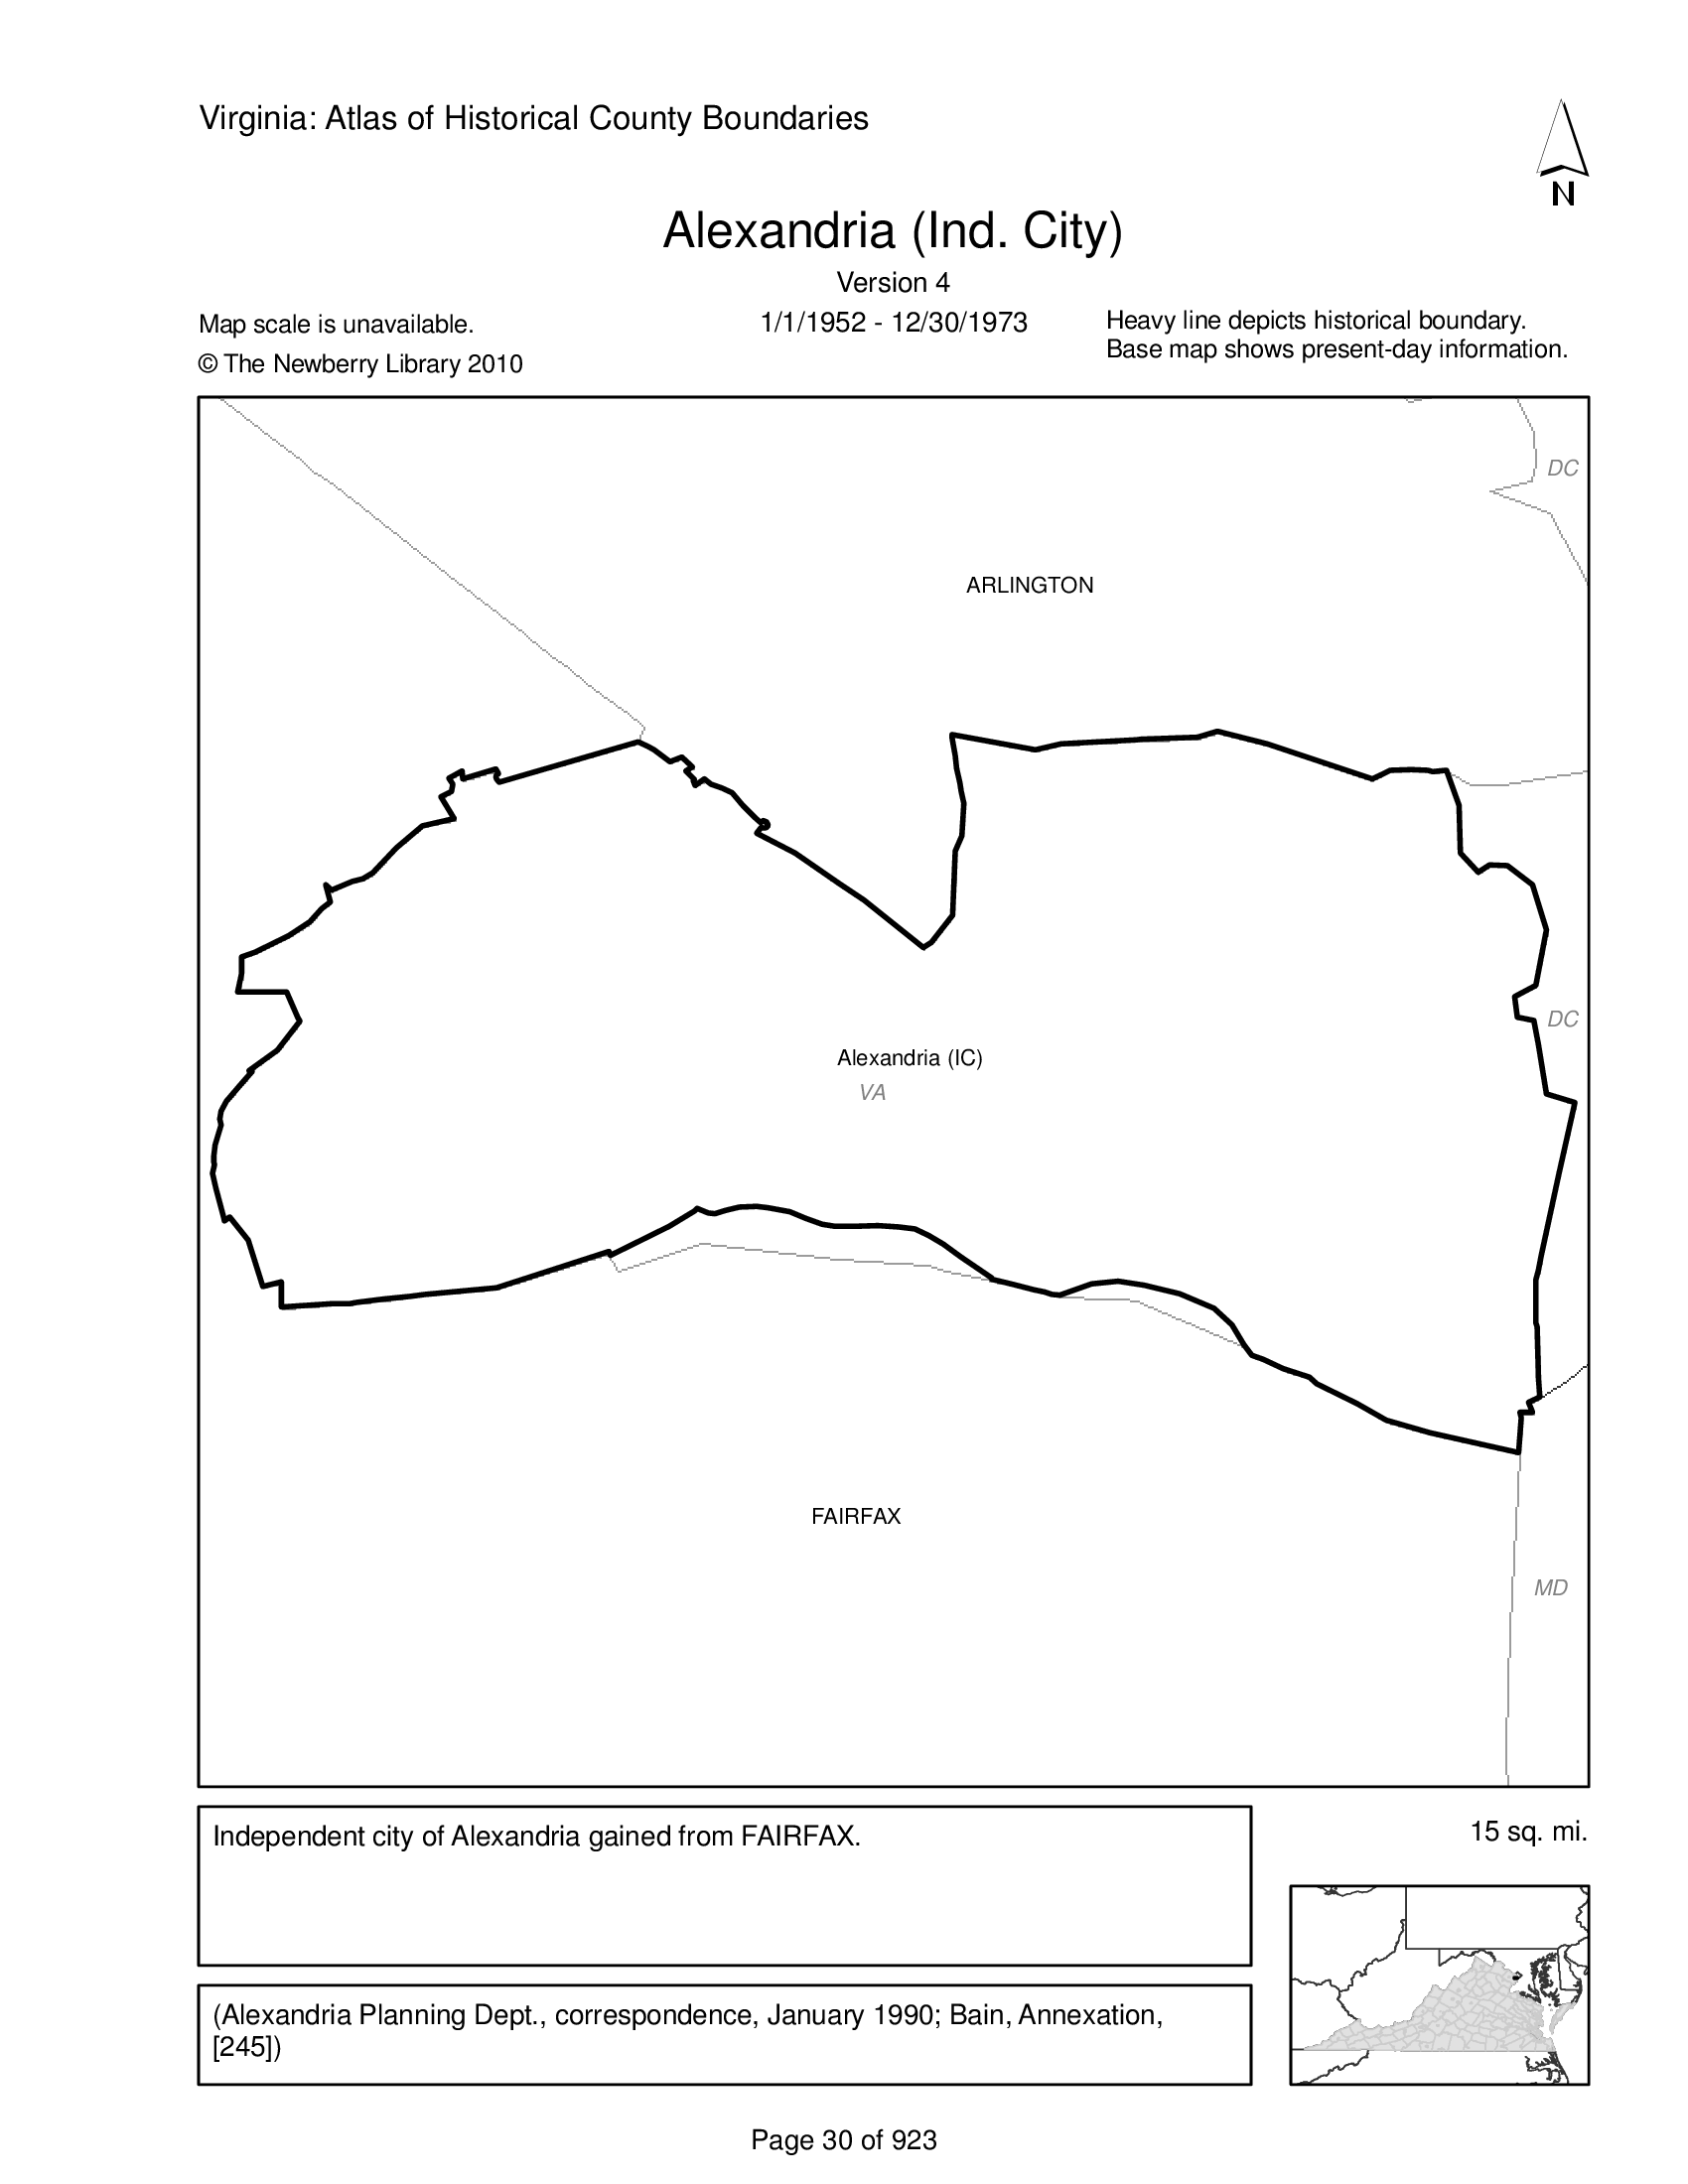 Virginia: Atlas of Historical County Boundaries
N
Alexandria (Ind. City)
Version 4
Map scale is unavailable.
1/1/1952 - 12/30/1973
Heavy line depicts historical boundary.
Base map shows present-day information.
© The Newberry Library 2010
DC
ARLINGTON
DC
Alexandria (IC)
VA
FAIRFAX
MD
Independent city of Alexandria gained from FAIRFAX.
15 sq. mi.
(Alexandria Planning Dept., correspondence, January 1990; Bain, Annexation,
[245])
Page 30 of 923